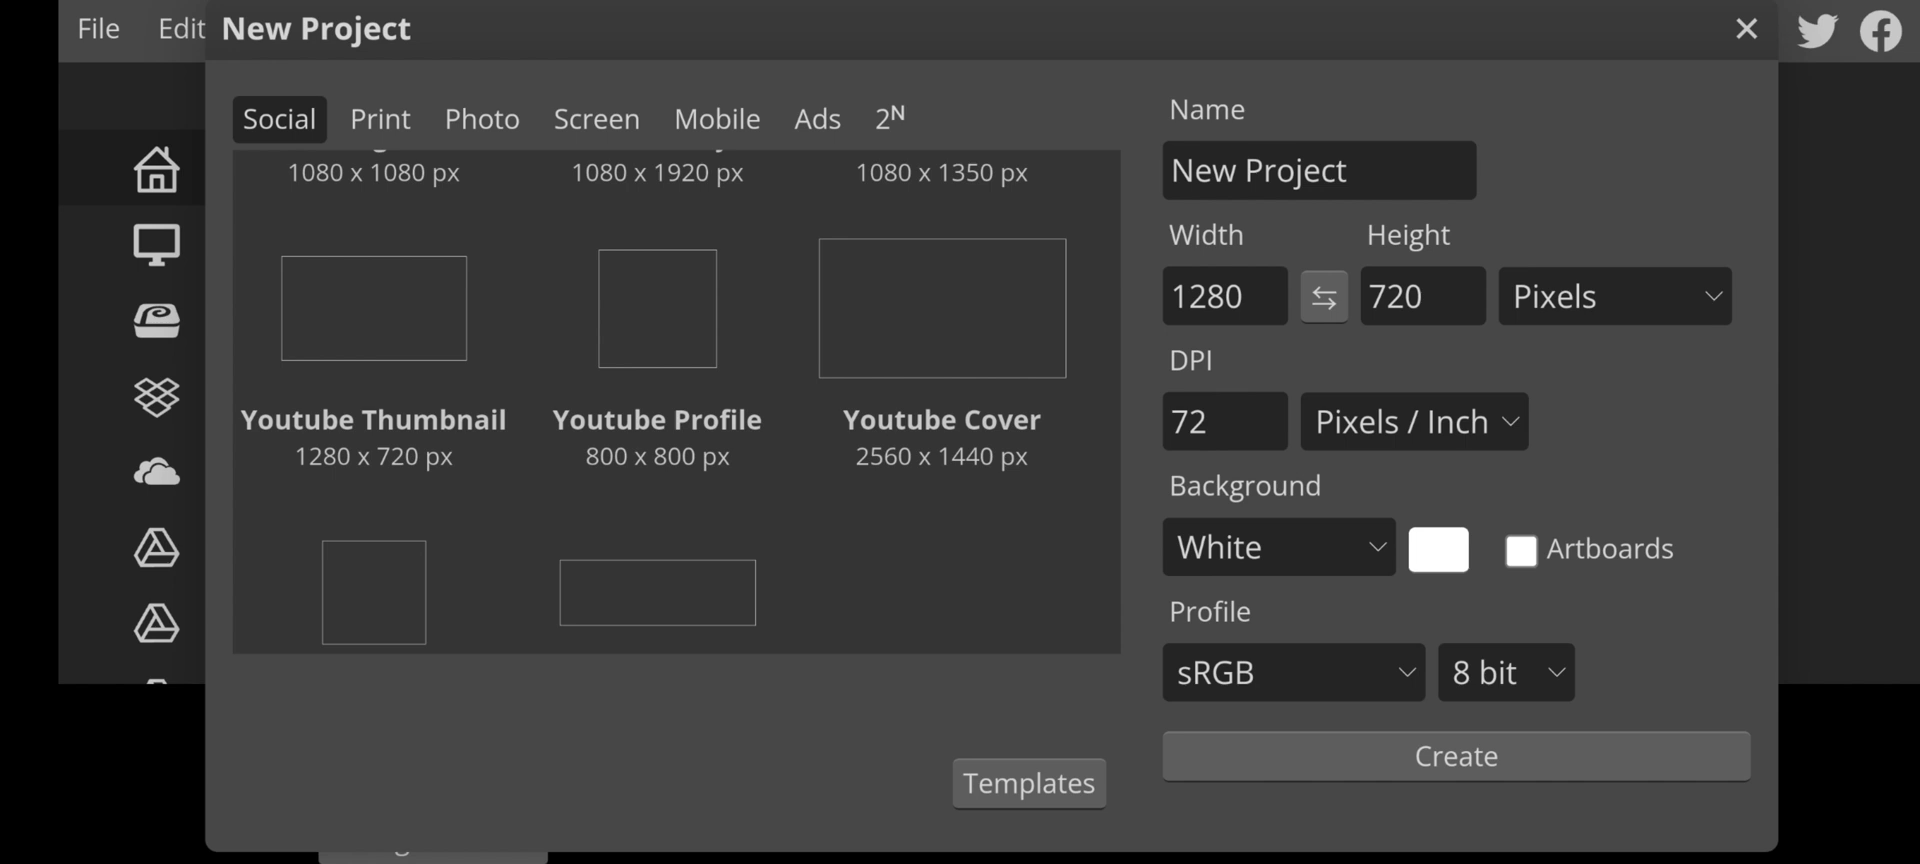 File Edit New Project
Social Print Photo Screen Mobile Ads 2ᴺ
1080 x 1080 px 1080 x 1920 px 1080 x 1350 px
Youtube Thumbnail Youtube Profile Youtube Cover
1280 x 720 px 800 x 800 px 2560 x 1440 px
Templates
Name
New Project
Width Height
1280 720 Pixels
DPI
72 Pixels / Inch
Background
White Artboards
Profile
sRGB 8 bit
Create